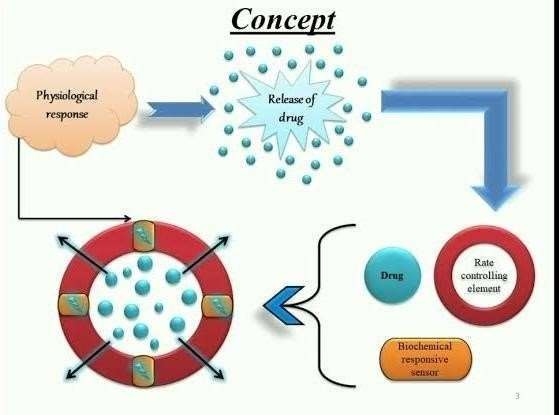 Concept
Physiological
response
Release of
drug
Drug
Rate
controlling
element
Biochemical
responsive
sensor
3